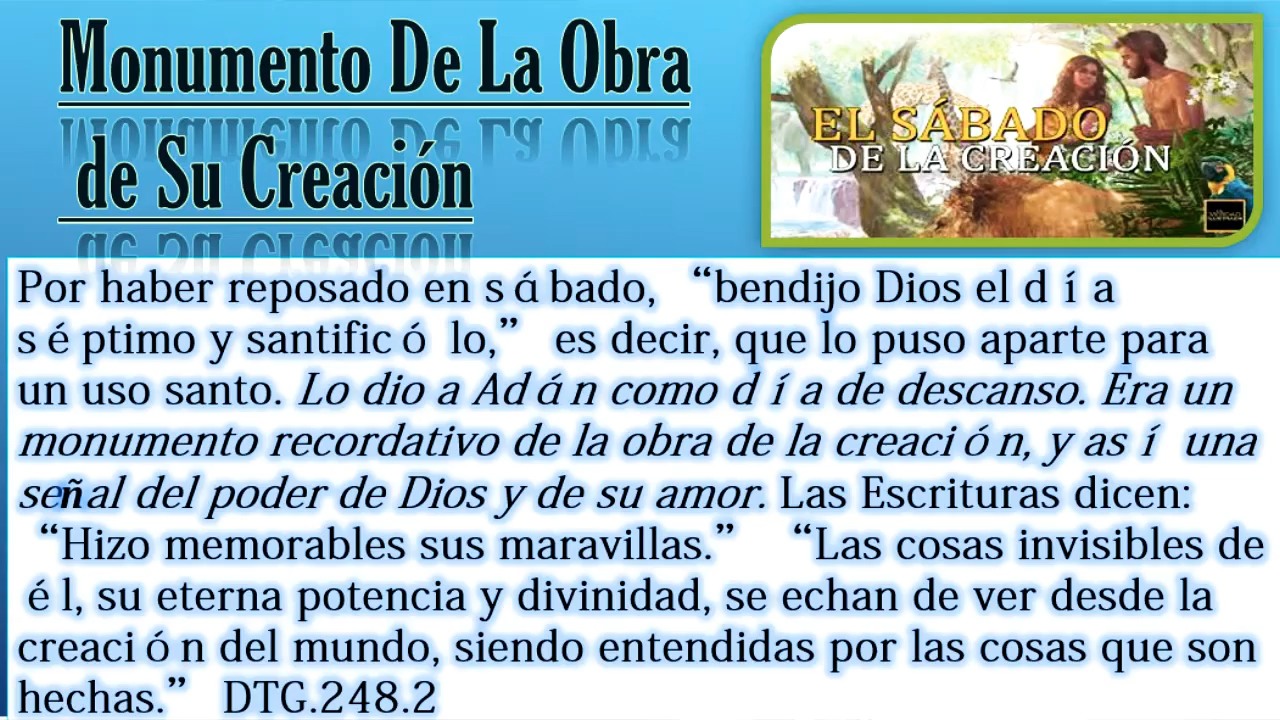 Monumento De La Obra
de Su Creación
EL SÁBADO
DE LA CREACIÓN
Por haber reposado en sábado, “bendijo Dios el día
séptimo y santificó lo,” es decir, que lo puso aparte para
un uso santo. Lo dio a Adán como día de descanso. Era un
monumento recordativo de la obra de la creación, y así una
señal del poder de Dios y de su amor. Las Escrituras dicen:
“Hizo memorables sus maravillas.” “Las cosas invisibles de
él, su eterna potencia y divinidad, se echan de ver desde la
creación del mundo, siendo entendidas por las cosas que son
hechas.” DTG.248.2